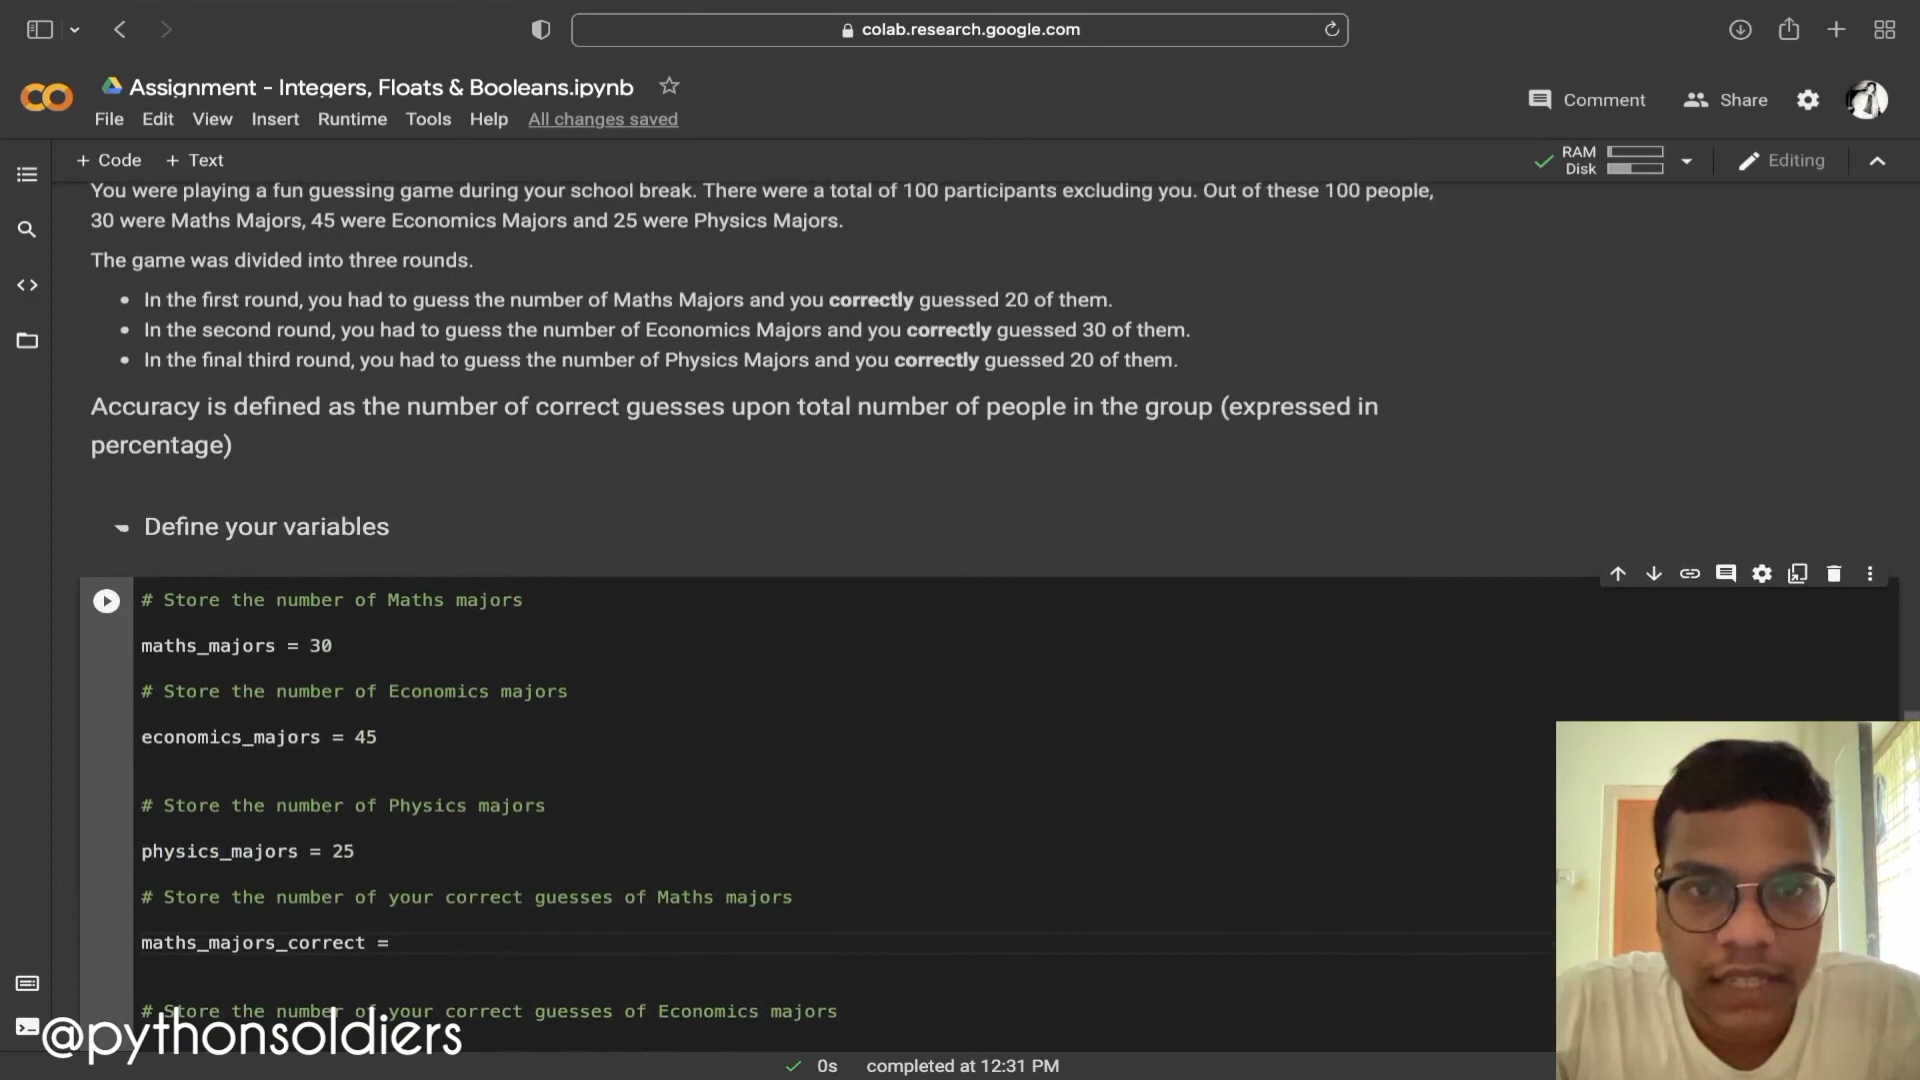 colab.research.google.com
Assignment - Integers, Floats & Booleans.ipynb
Comment
Share
File Edit View Insert Runtime Tools Help All changes saved
+ Code + Text
RAM
Disk
Editing
You were playing a fun guessing game during your school break. There were a total of 100 participants excluding you. Out of these 100 people,
30 were Maths Majors, 45 were Economics Majors and 25 were Physics Majors.
The game was divided into three rounds.
• In the first round, you had to guess the number of Maths Majors and you correctly guessed 20 of them.
• In the second round, you had to guess the number of Economics Majors and you correctly guessed 30 of them.
• In the final third round, you had to guess the number of Physics Majors and you correctly guessed 20 of them.
Accuracy is defined as the number of correct guesses upon total number of people in the group (expressed in
percentage)
Define your variables
# Store the number of Maths majors
maths_majors = 30
# Store the number of Economics majors
economics_majors = 45
# Store the number of Physics majors
physics_majors = 25
# Store the number of your correct guesses of Maths majors
maths_majors_correct =
# Store the number of your correct guesses of Economics majors
@pythonsoldiers
0s completed at 12:31 PM